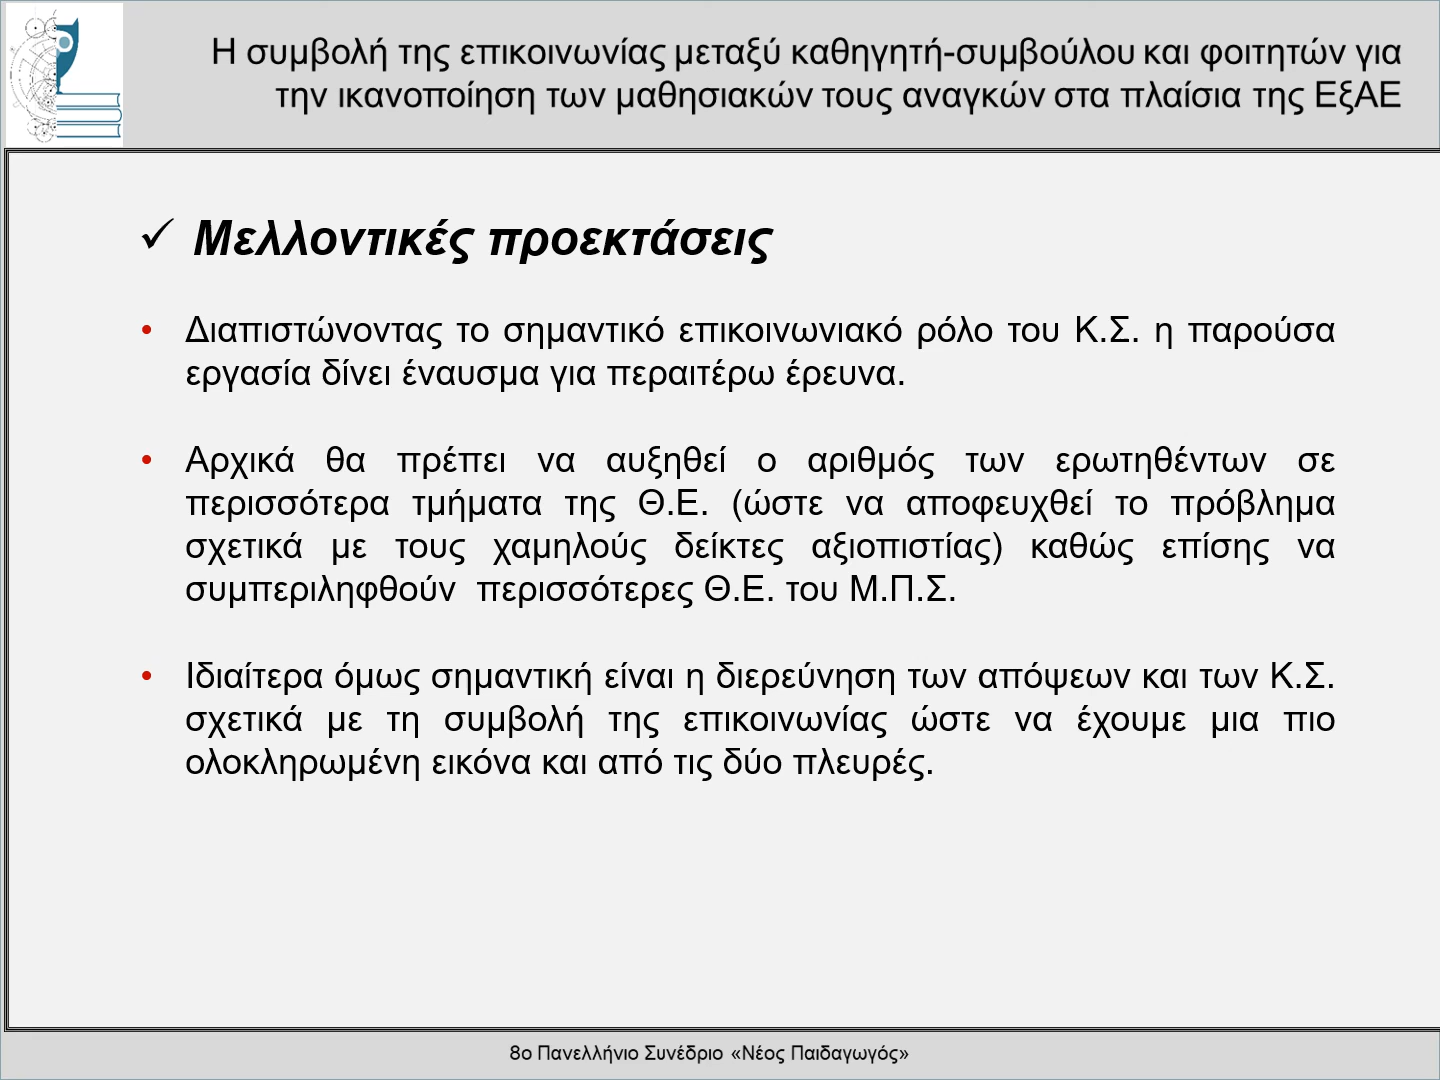 Η συμβολή της επικοινωνίας μεταξύ καθηγητή-συμβούλου και φοιτητών για
την ικανοποίηση των μαθησιακών τους αναγκών στα πλαίσια της ΕξΑΕ
✓ Μελλοντικές προεκτάσεις
• Διαπιστώνοντας το σημαντικό επικοινωνιακό ρόλο του Κ.Σ. η παρούσα
εργασία δίνει έναυσμα για περαιτέρω έρευνα.
• Αρχικά θα πρέπει να αυξηθεί ο αριθμός των ερωτηθέντων σε
περισσότερα τμήματα της Θ.Ε. (ώστε να αποφευχθεί το πρόβλημα
σχετικά με τους χαμηλούς δείκτες αξιοπιστίας) καθώς επίσης να
συμπεριληφθούν  περισσότερες Θ.Ε. του Μ.Π.Σ.
• Ιδιαίτερα όμως σημαντική είναι η διερεύνηση των απόψεων και των Κ.Σ.
σχετικά με τη συμβολή της επικοινωνίας ώστε να έχουμε μια πιο
ολοκληρωμένη εικόνα και από τις δύο πλευρές.
8ο Πανελλήνιο Συνέδριο «Νέος Παιδαγωγός»